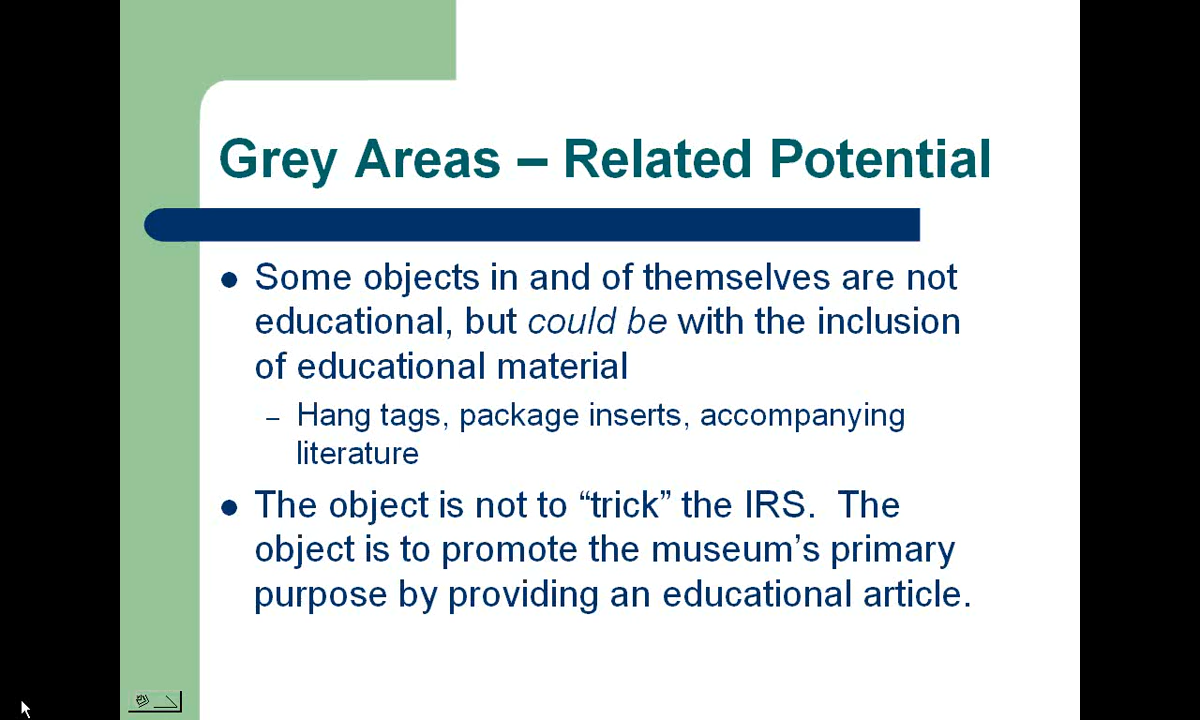 Grey Areas – Related Potential
● Some objects in and of themselves are not
educational, but could be with the inclusion
of educational material
– Hang tags, package inserts, accompanying
literature
● The object is not to “trick” the IRS.  The
object is to promote the museum’s primary
purpose by providing an educational article.